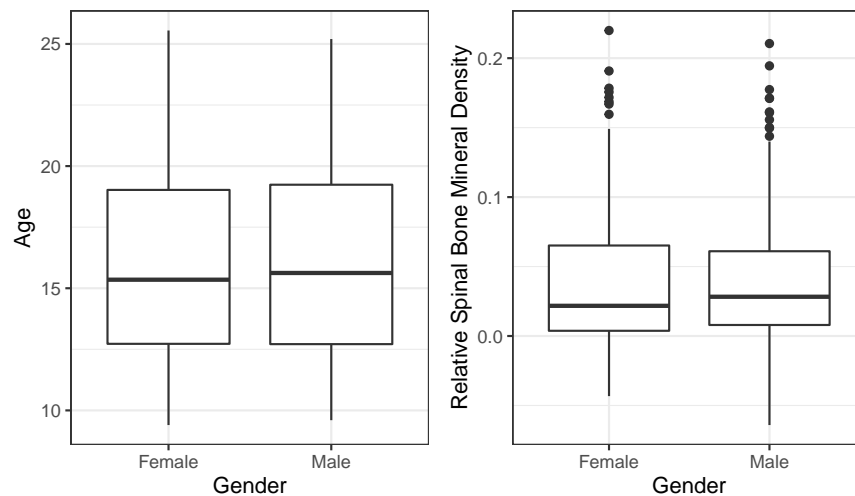 Age
25
20
15
10
Female Male
Gender
Relative Spinal Bone Mineral Density
0.2
0.1
0.0
Female Male
Gender